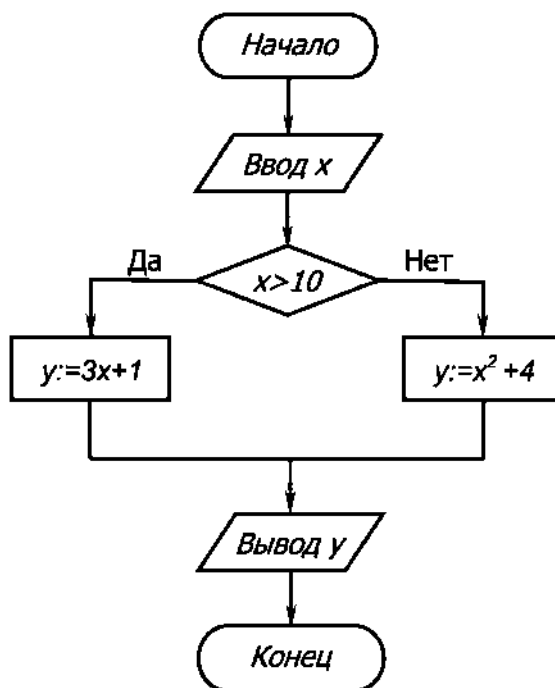 Начало
Ввод x
Да
x>10
Нет
y:=3x+1
y:=x² +4
Вывод y
Конец